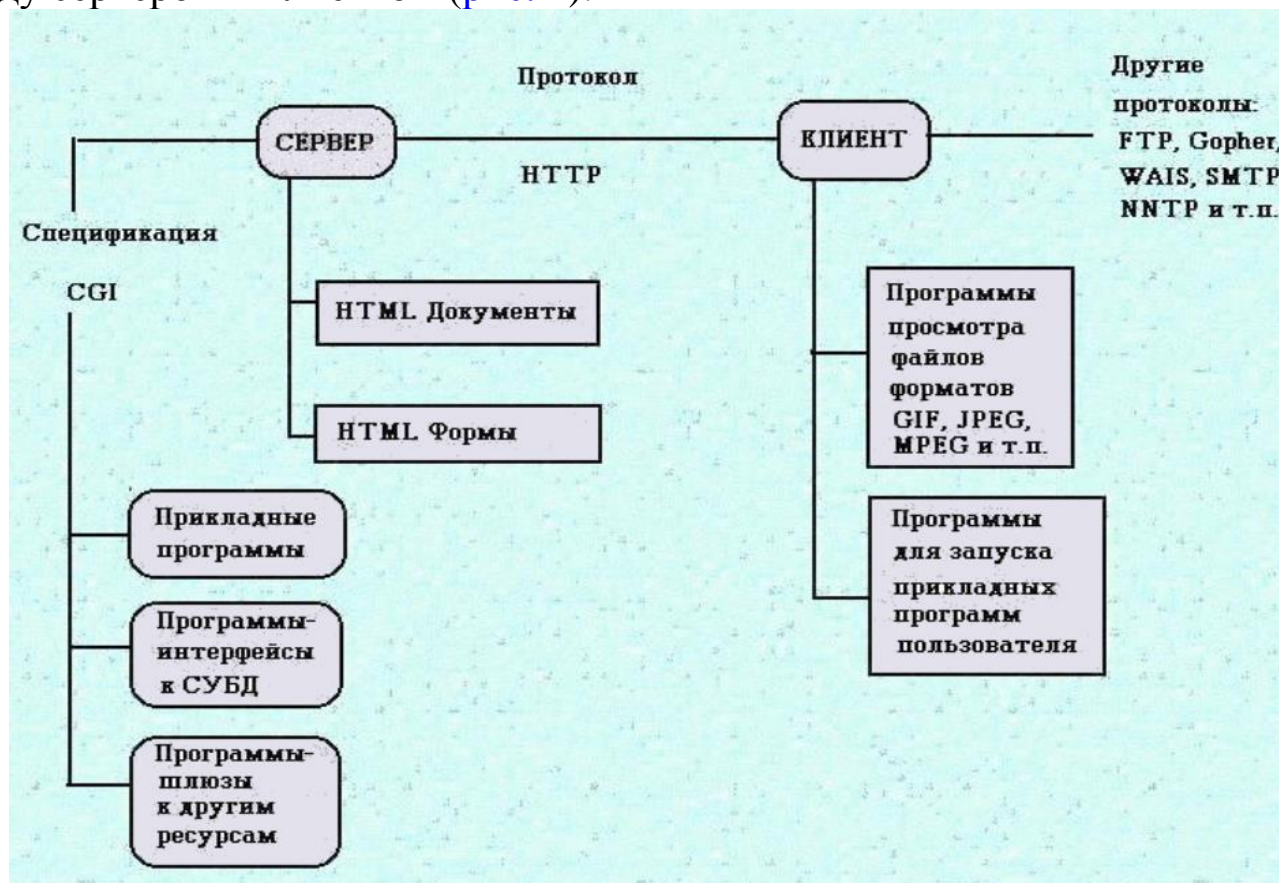 Протокол
Другие
протоколы:
FTP, Gopher,
WAIS, SMTP
NNTP и т.п.
СЕРВЕР
КЛИЕНТ
HTTP
Спецификация
CGI
HTML Документы
HTML Формы
Прикладные
программы
Программы-
интерфейсы
к СУБД
Программы-
шлюзы
к другим
ресурсам
Программы
просмотра
файлов
форматов
GIF, JPEG,
MPEG и т.п.
Программы
для запуска
прикладных
программ
пользователя